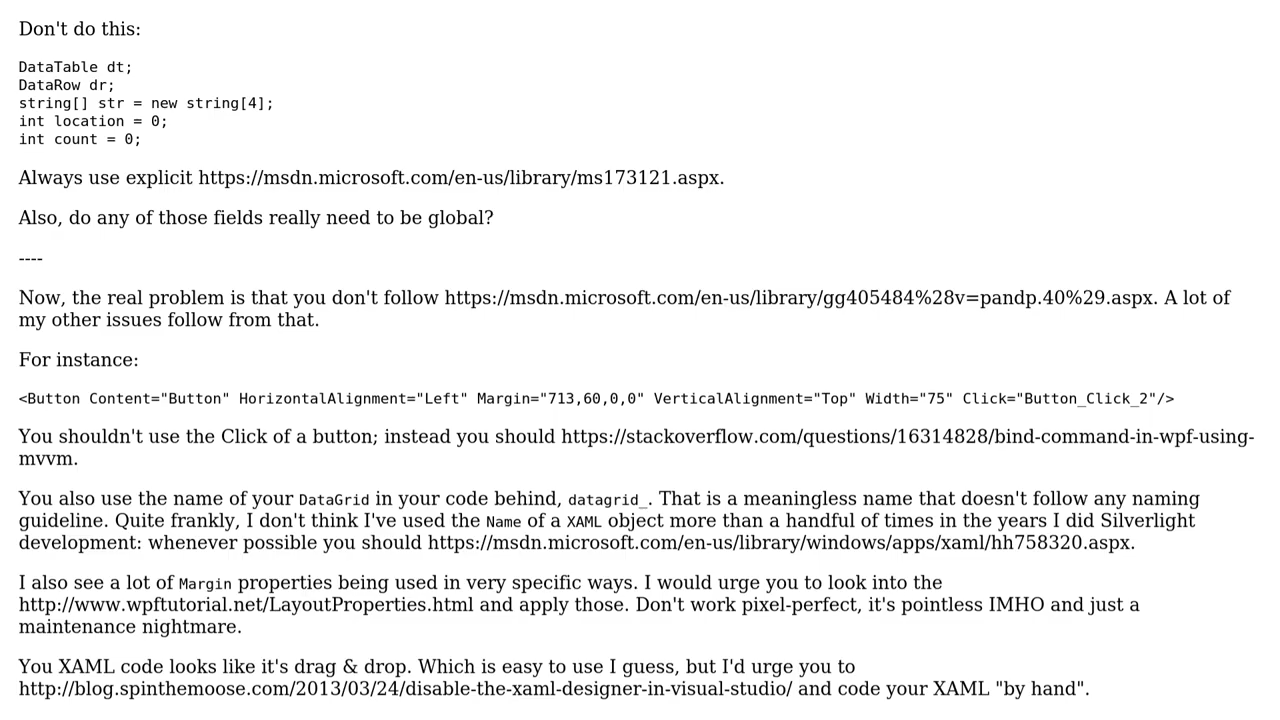 Don't do this:
DataTable dt;
DataRow dr;
string[] str = new string[4];
int location = 0;
int count = 0;
Always use explicit https://msdn.microsoft.com/en-us/library/ms173121.aspx.
Also, do any of those fields really need to be global?
----
Now, the real problem is that you don't follow https://msdn.microsoft.com/en-us/library/gg405484%28v=pandp.40%29.aspx. A lot of
my other issues follow from that.
For instance:
<Button Content="Button" HorizontalAlignment="Left" Margin="713,60,0,0" VerticalAlignment="Top" Width="75" Click="Button_Click_2"/>
You shouldn't use the Click of a button; instead you should https://stackoverflow.com/questions/16314828/bind-command-in-wpf-using-
mvvm.
You also use the name of your DataGrid in your code behind, datagrid_. That is a meaningless name that doesn't follow any naming
guideline. Quite frankly, I don't think I've used the Name of a XAML object more than a handful of times in the years I did Silverlight
development: whenever possible you should https://msdn.microsoft.com/en-us/library/windows/apps/xaml/hh758320.aspx.
I also see a lot of Margin properties being used in very specific ways. I would urge you to look into the
http://www.wpftutorial.net/LayoutProperties.html and apply those. Don't work pixel-perfect, it's pointless IMHO and just a
maintenance nightmare.
You XAML code looks like it's drag & drop. Which is easy to use I guess, but I'd urge you to
http://blog.spinthemoose.com/2013/03/24/disable-the-xaml-designer-in-visual-studio/ and code your XAML "by hand".